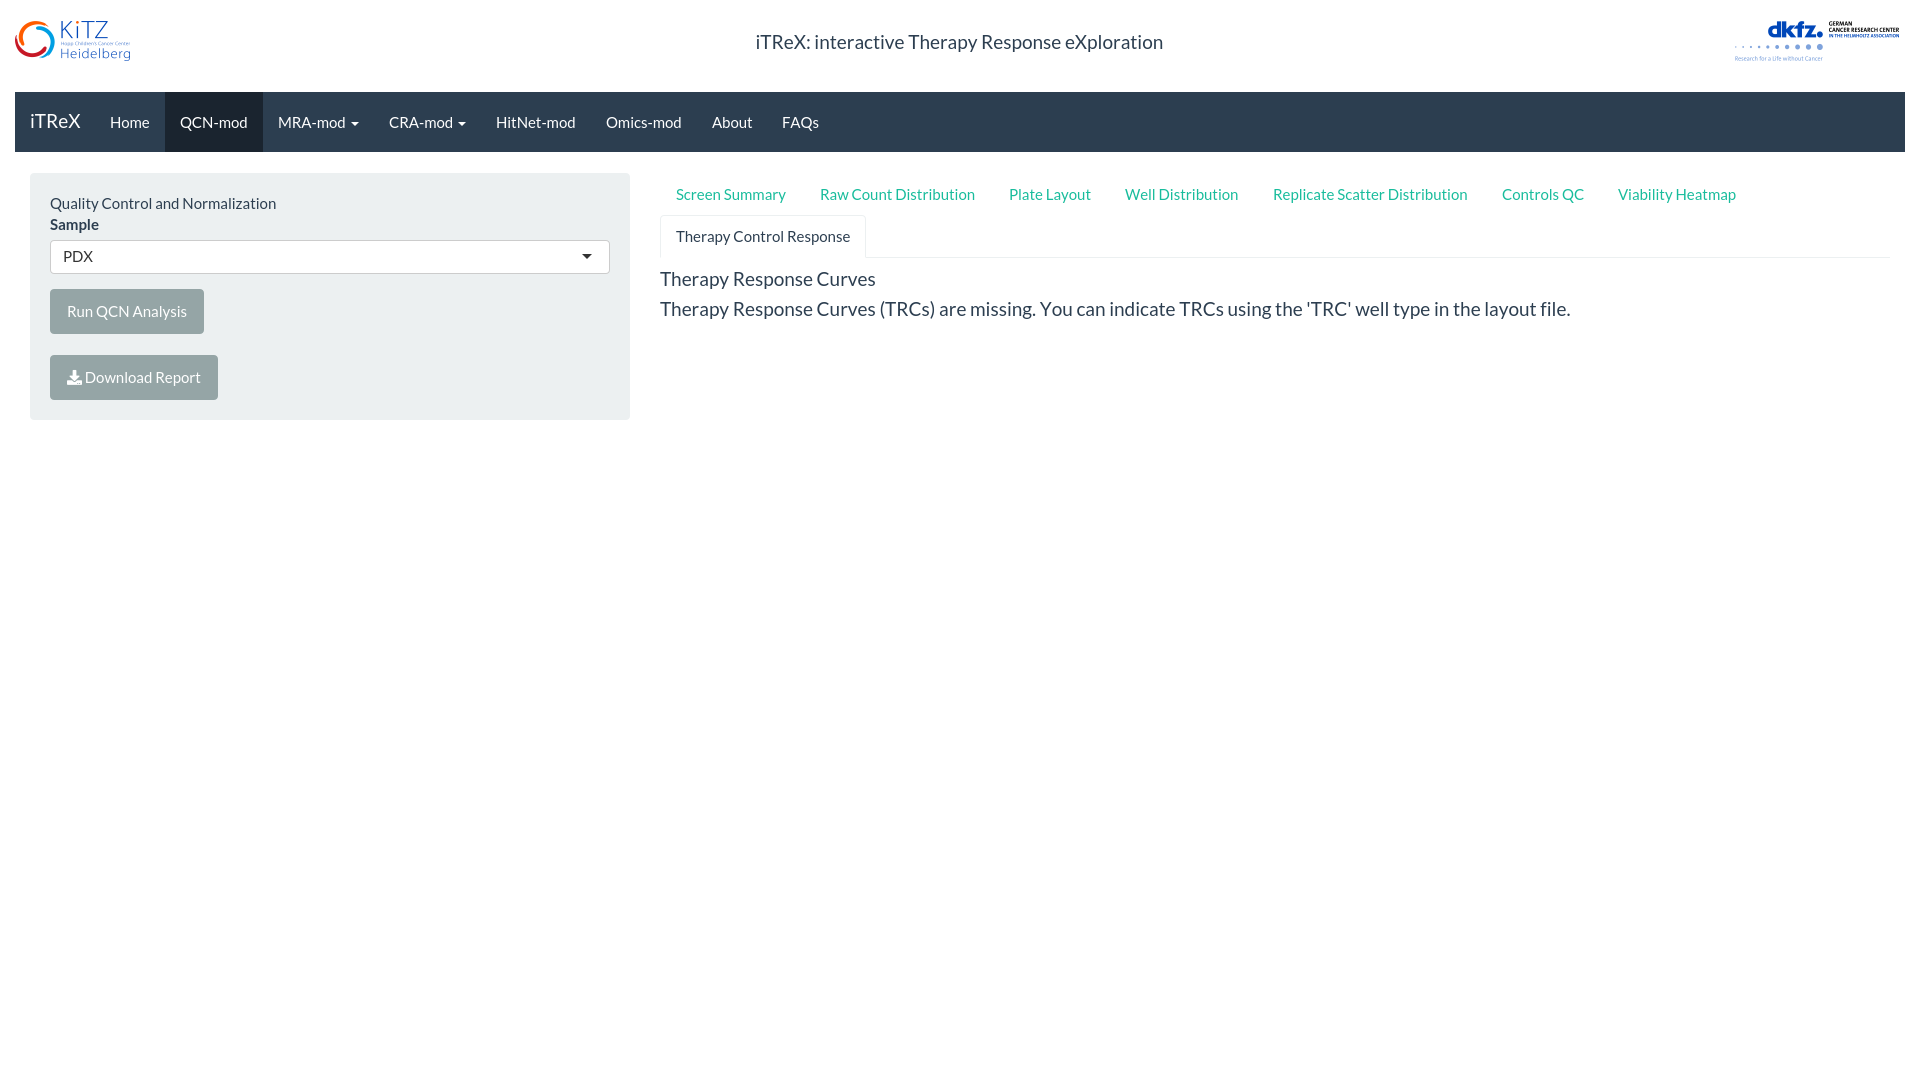 KiTZ
Hopp Children's Cancer Center
Heidelberg
iTReX: interactive Therapy Response eXploration
dkfz.
GERMAN
CANCER RESEARCH CENTER
IN THE HELMHOLTZ ASSOCIATION
Research for a Life without Cancer
iTReX Home QCN-mod MRA-mod CRA-mod HitNet-mod Omics-mod About FAQs
Quality Control and Normalization
Sample
PDX
Run QCN Analysis
Download Report
Screen Summary Raw Count Distribution Plate Layout Well Distribution Replicate Scatter Distribution Controls QC Viability Heatmap
Therapy Control Response
Therapy Response Curves
Therapy Response Curves (TRCs) are missing. You can indicate TRCs using the 'TRC' well type in the layout file.